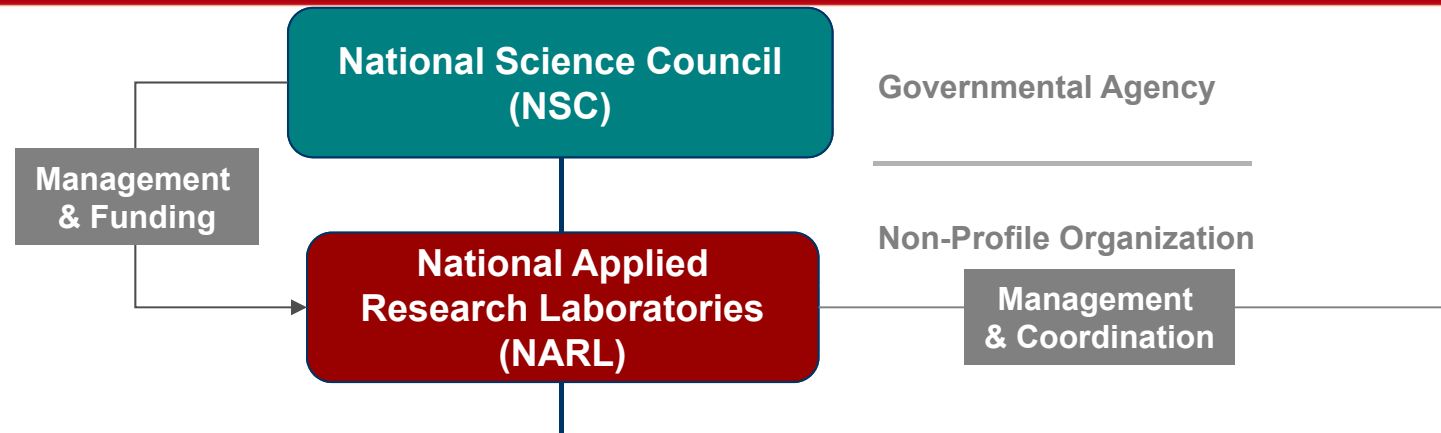 National Science Council
(NSC)
Governmental Agency
Management
& Funding
Non-Profile Organization
National Applied
Research Laboratories
(NARL)
Management
& Coordination